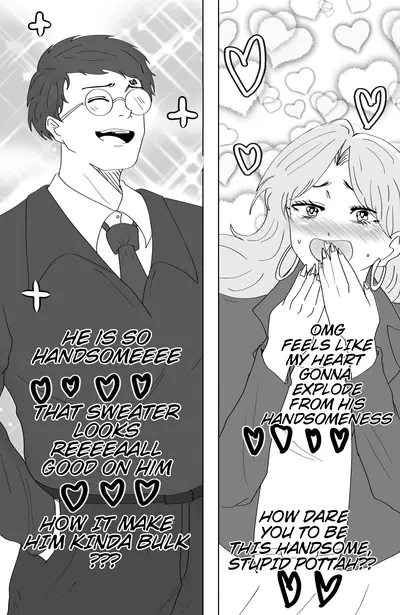 HE IS SO
HANDSOMEEEE
THAT SWEATER
LOOKS
REEEEAALL
GOOD ON HIM
HOW IT MAKE
HIM KINDA BULK
???
OMG
FEELS LIKE
MY HEART
GONNA
EXPLODE
FROM HIS
HANDSOMENESS
HOW DARE
YOU TO BE
THIS HANDSOME,
STUPID POTTAH??